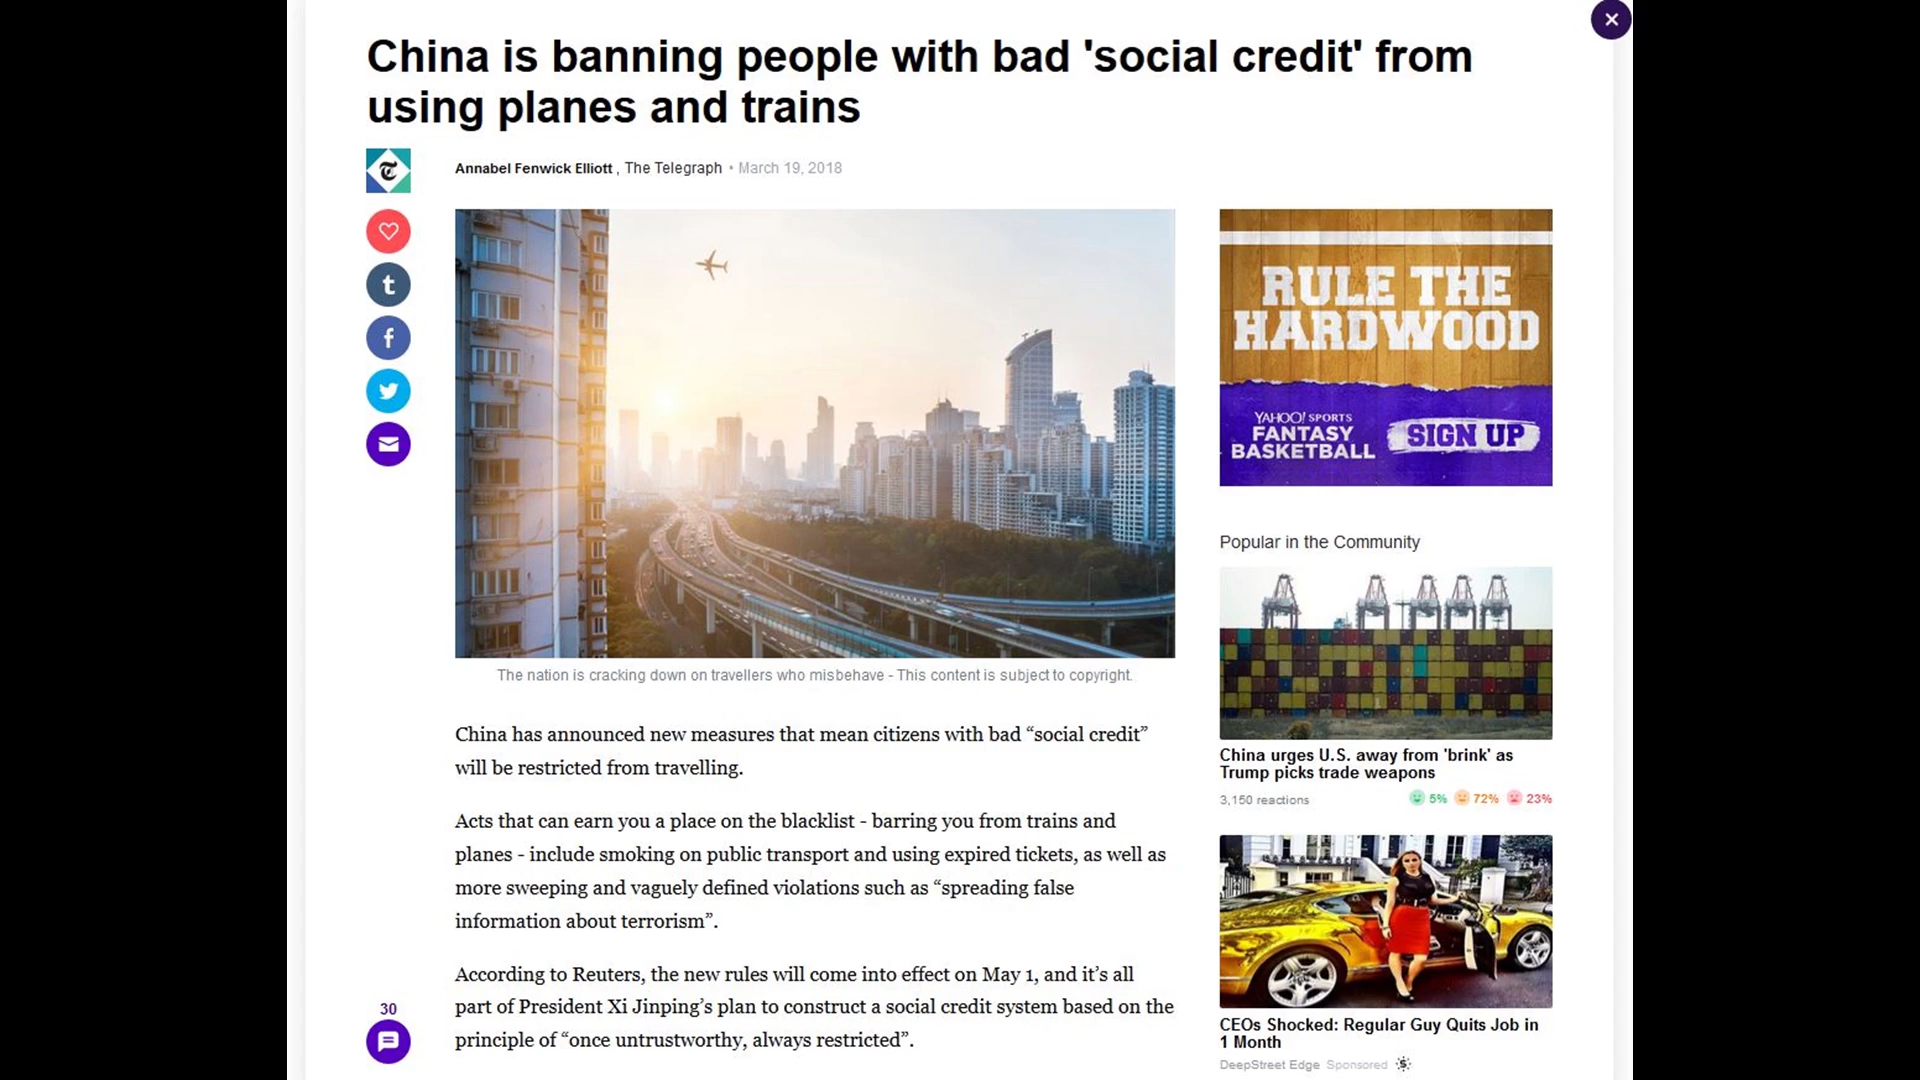 China is banning people with bad 'social credit' from
using planes and trains
Annabel Fenwick Elliott , The Telegraph • March 19, 2018
The nation is cracking down on travellers who misbehave - This content is subject to copyright.
China has announced new measures that mean citizens with bad “social credit”
will be restricted from travelling.
Acts that can earn you a place on the blacklist - barring you from trains and
planes - include smoking on public transport and using expired tickets, as well as
more sweeping and vaguely defined violations such as “spreading false
information about terrorism”.
According to Reuters, the new rules will come into effect on May 1, and it’s all
part of President Xi Jinping’s plan to construct a social credit system based on the
principle of “once untrustworthy, always restricted”.
30
RULE THE
HARDWOOD
YAHOO! SPORTS
FANTASY
BASKETBALL
SIGN UP
Popular in the Community
China urges U.S. away from 'brink' as
Trump picks trade weapons
3,150 reactions 5% 72% 23%
CEOs Shocked: Regular Guy Quits Job in
1 Month
DeepStreet Edge Sponsored